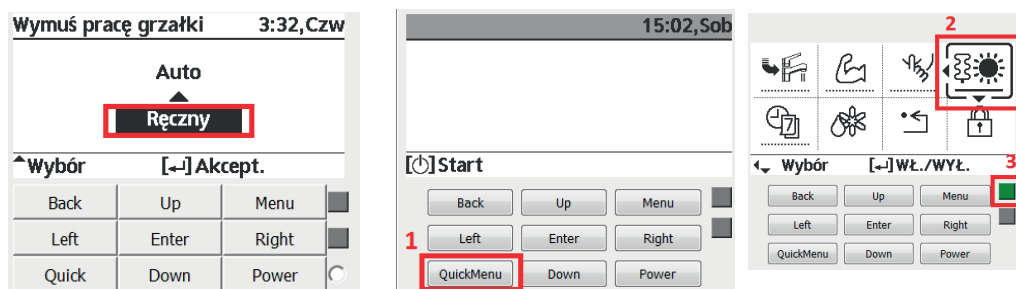 Wymuś pracę grzałki 3:32,Czw
Auto
Ręczny
Wybór [↵] Akcept.
Back Up Menu
Left Enter Right
Quick Down Power
15:02,Sob
[⏻]Start
Back Up Menu
1 Left Enter Right
QuickMenu Down Power
2
7
Wybór [↵]WŁ./WYŁ. 3
Back Up Menu
Left Enter Right
QuickMenu Down Power